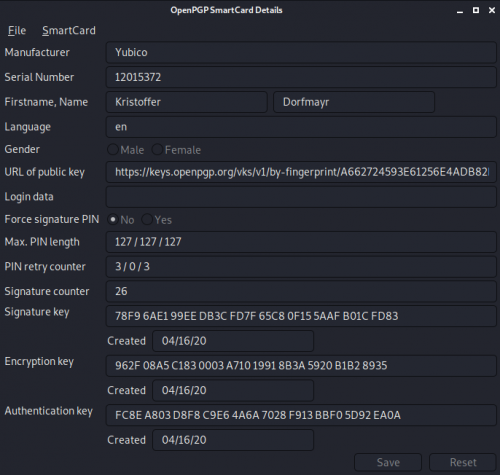 OpenPGP SmartCard Details
File SmartCard
Manufacturer Yubico
Serial Number 12015372
Firstname, Name Kristoffer Dorfmayr
Language en
Gender Male Female
URL of public key https://keys.openpgp.org/vks/v1/by-fingerprint/A662724593E61256E4ADB82
Login data
Force signature PIN No Yes
Max. PIN length 127 / 127 / 127
PIN retry counter 3 / 0 / 3
Signature counter 26
Signature key 78F9 6AE1 99EE DB3C FD7F 65C8 0F15 5AAF B01C FD83
Created 04/16/20
Encryption key 962F 08A5 C183 0003 A710 1991 8B3A 5920 B1B2 8935
Created 04/16/20
Authentication key FC8E A803 D8F8 C9E6 4A6A 7028 F913 BBF0 5D92 EA0A
Created 04/16/20
Save Reset